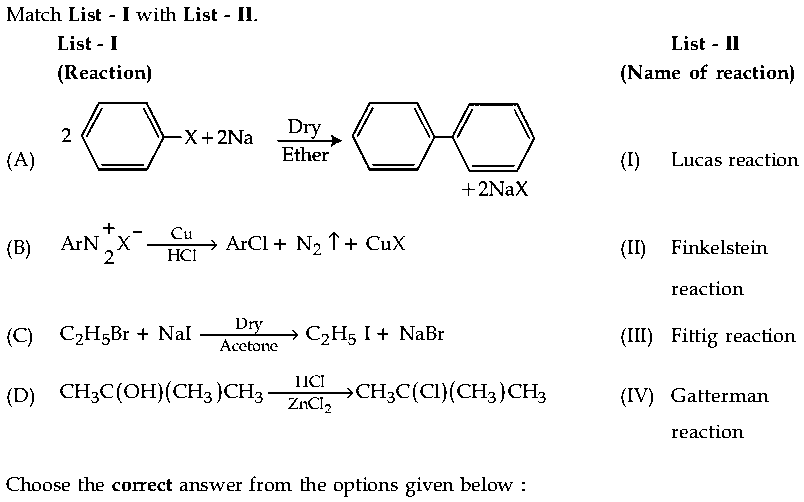 Match List - I with List - II.
List - I List - II
(Reaction) (Name of reaction)
(A) 2 –X + 2Na Dry Ether → + 2NaX (I) Lucas reaction
(B) ArN₂⁺X⁻ Cu HCl → ArCl + N₂ ↑ + CuX (II) Finkelstein
reaction
(C) C₂H₅Br + NaI Dry Acetone → C₂H₅ I + NaBr (III) Fittig reaction
(D) CH₃C(OH)(CH₃)CH₃ HCl ZnCl₂ → CH₃C(Cl)(CH₃)CH₃ (IV) Gatterman
reaction
Choose the correct answer from the options given below :